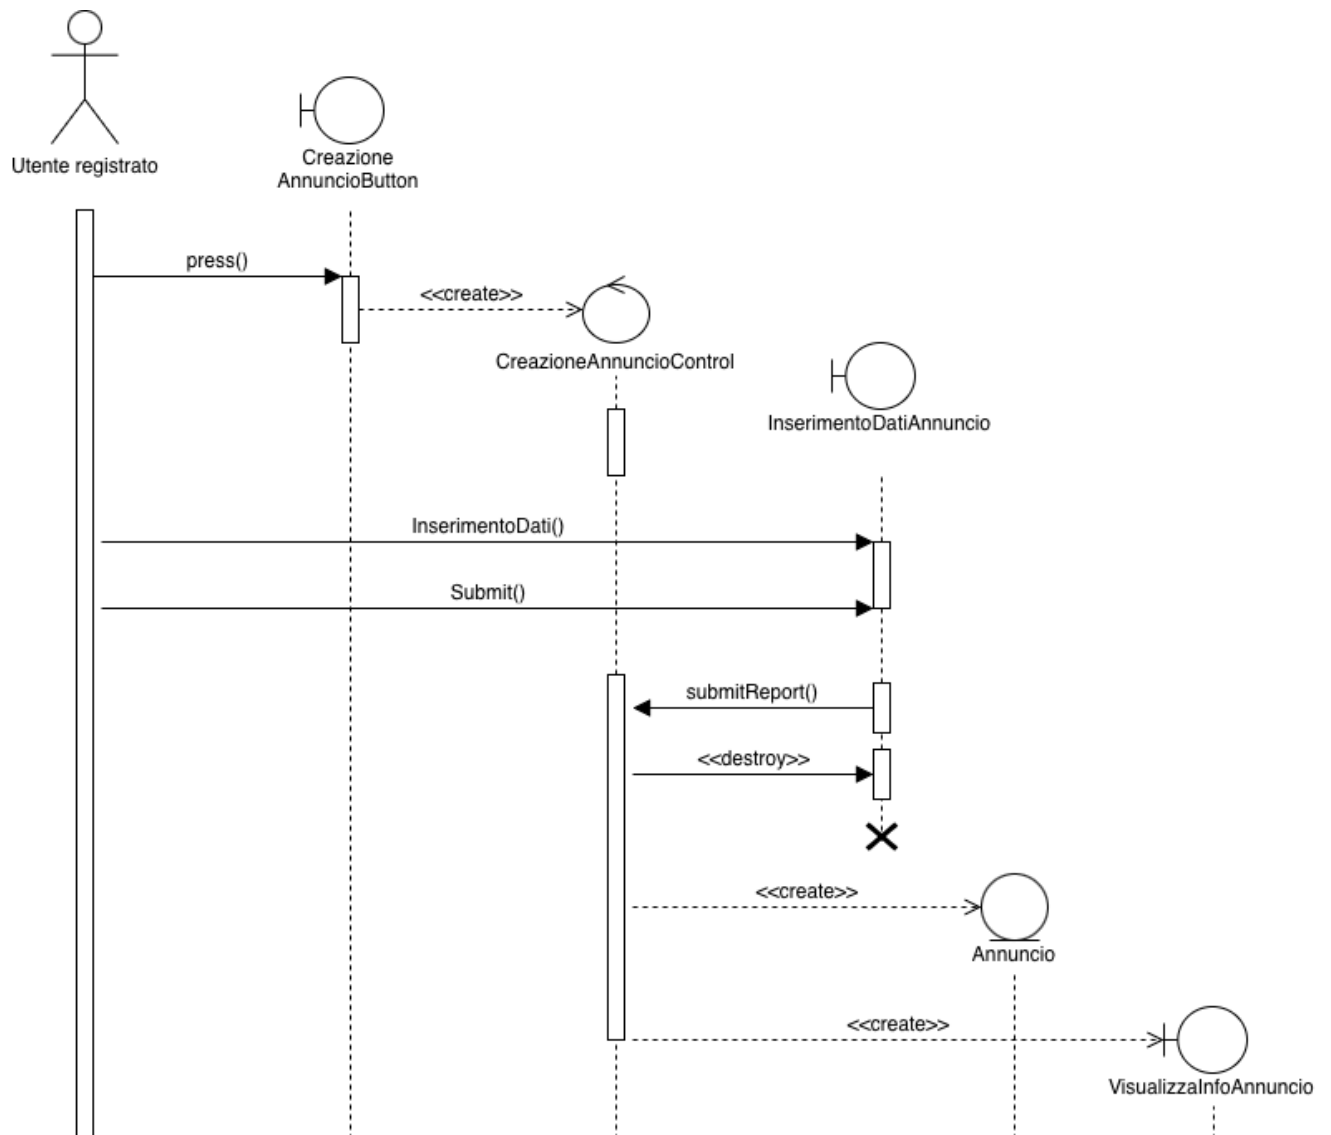 Utente registrato
Creazione
AnnuncioButton
press()
<<create>>
CreazioneAnnuncioControl
InserimentoDatiAnnuncio
InserimentoDati()
Submit()
submitReport()
<<destroy>>
<<create>>
Annuncio
<<create>>
VisualizzaInfoAnnuncio